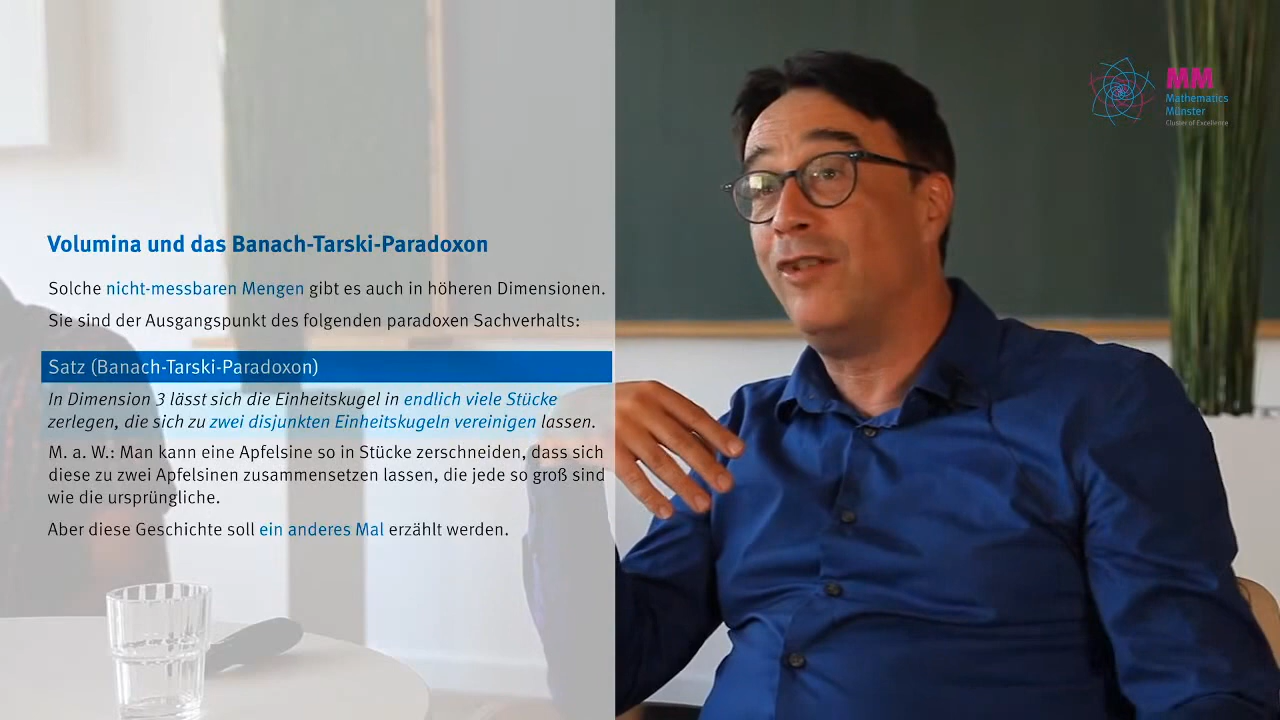 Volumina und das Banach-Tarski-Paradoxon
Solche nicht-messbaren Mengen gibt es auch in höheren Dimensionen.
Sie sind der Ausgangspunkt des folgenden paradoxen Sachverhalts:
Satz (Banach-Tarski-Paradoxon)
In Dimension 3 lässt sich die Einheitskugel in endlich viele Stücke
zerlegen, die sich zu zwei disjunkten Einheitskugeln vereinigen lassen.
M. a. W.: Man kann eine Apfelsine so in Stücke zerschneiden, dass sich
diese zu zwei Apfelsinen zusammensetzen lassen, die jede so groß sind
wie die ursprüngliche.
Aber diese Geschichte soll ein anderes Mal erzählt werden.
MM
Mathematics
Münster
Cluster of Excellence